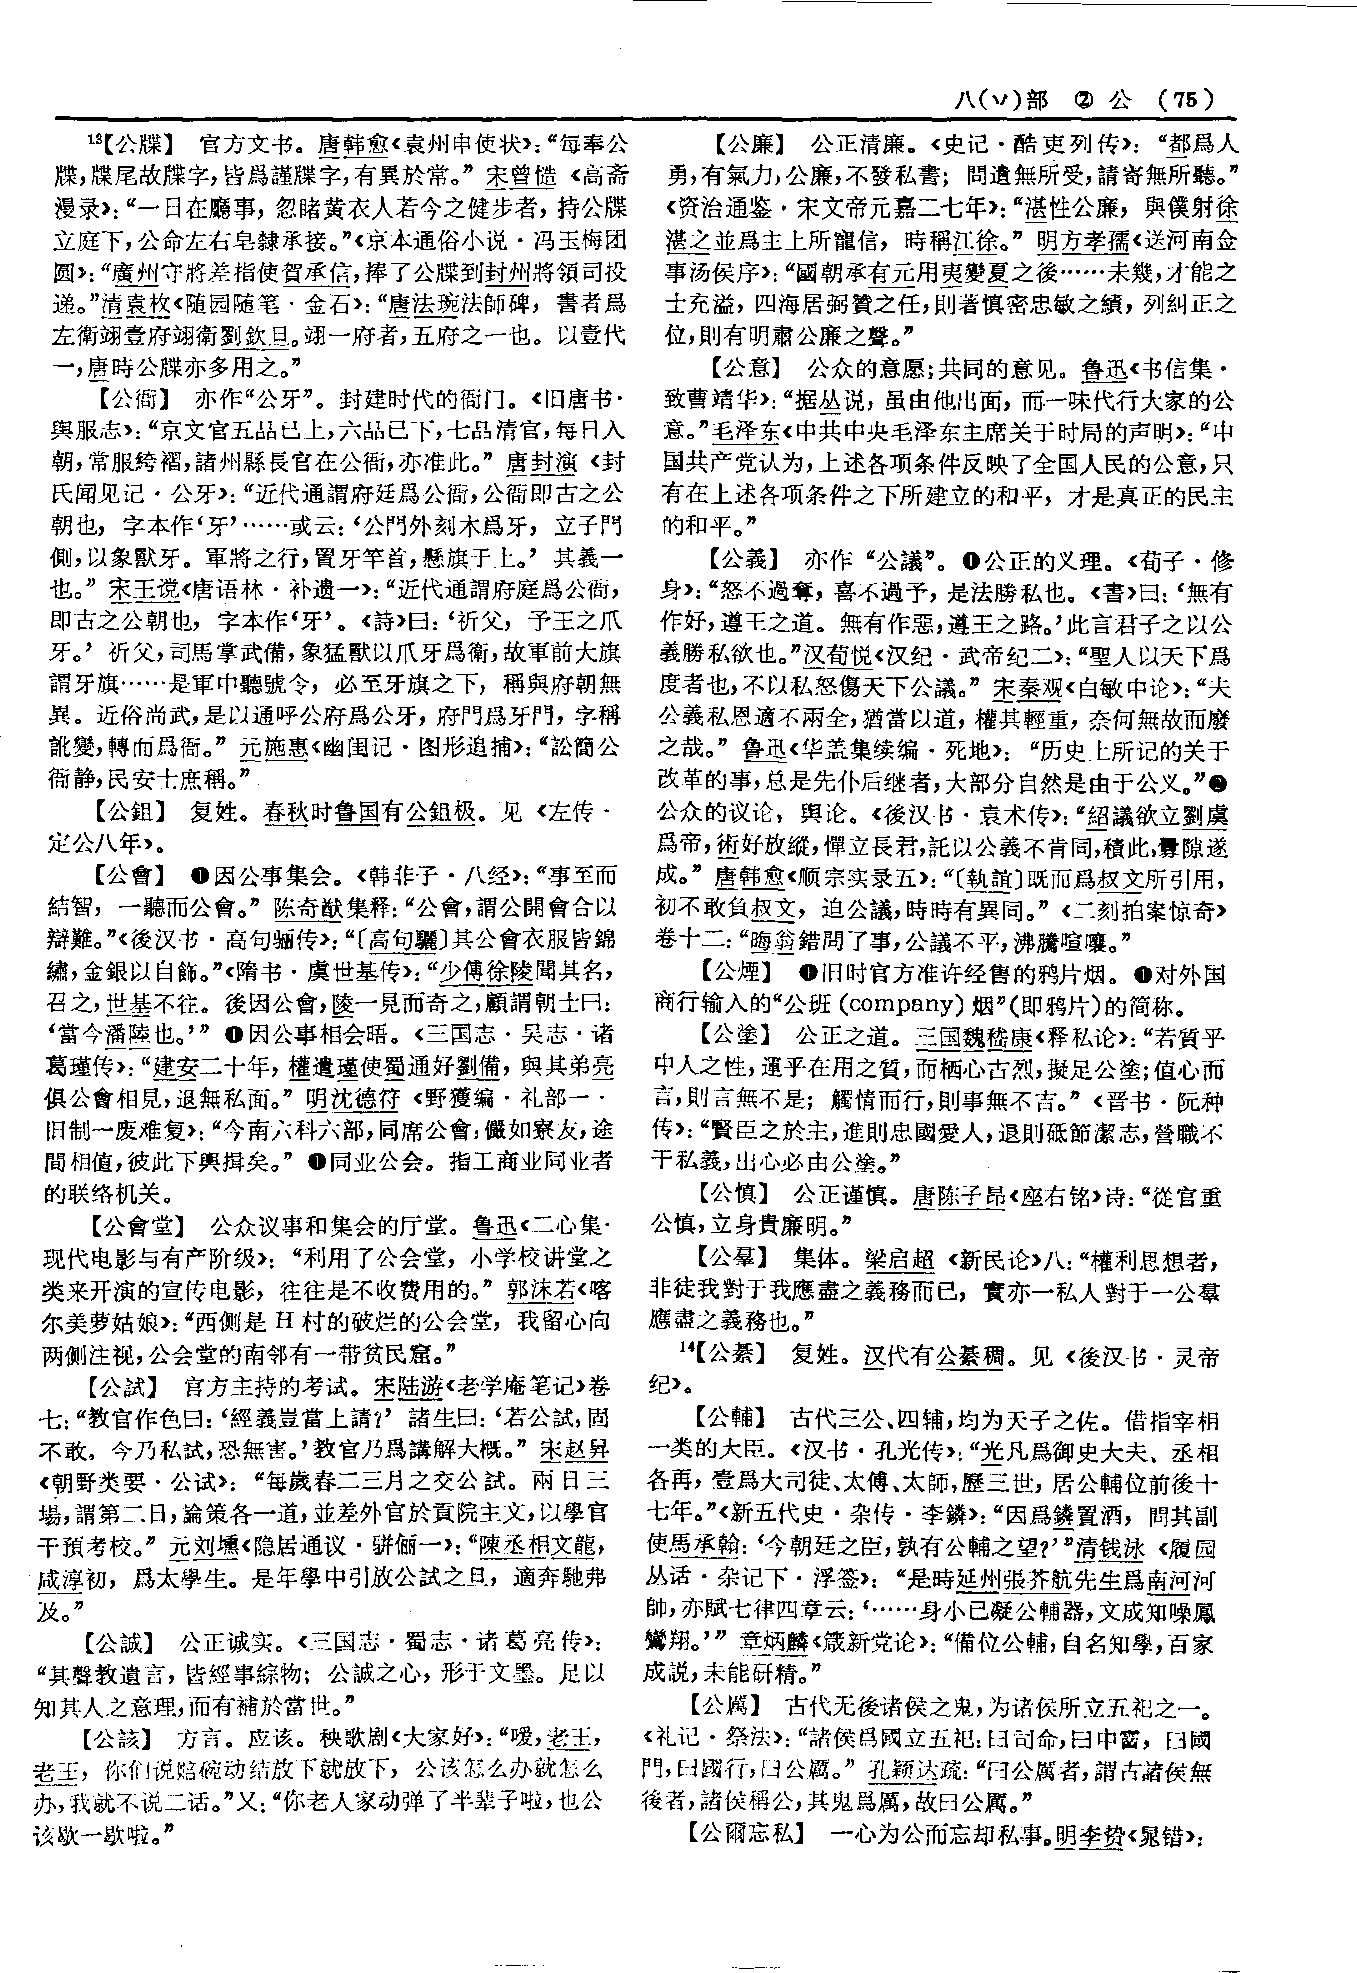 八(丷)部 ② 公 (75)
¹³【公牒】 官方文书。唐韩愈《袁州申使状》：“每奉公
牒，牒尾故牒字，皆爲謹牒字，有異於常。” 宋曾慥《高斋
漫录》：“一日在廳事，忽睹黄衣人若今之健步者，持公牒
立庭下，公命左右皂隸承接。”《京本通俗小说·冯玉梅团
圆》：“廣州守將差指使賀承信，捧了公牒到封州將領司投
递。”清袁枚《随园随笔·金石》：“唐法琬法師碑，書者爲
左衛翊壹府翊衛劉欽旦。翊一府者，五府之一也。以壹代
一，唐時公牒亦多用之。”
【公衙】 亦作“公牙”。封建时代的衙门。《旧唐书·
舆服志》：“京文官五品已上，六品已下，七品清官，每日入
朝，常服袴褶，諸州縣長官在公衙，亦准此。” 唐封演《封
氏闻见记·公牙》：“近代通謂府廷爲公衙，公衙即古之公
朝也，字本作‘牙’……或云：‘公門外刻木爲牙，立于門
側，以象獸牙。軍將之行，置牙竿首，懸旗于上。’ 其義一
也。” 宋王谠《唐语林·补遗一》：“近代通謂府庭爲公衙，
即古之公朝也，字本作‘牙’。《詩》曰：‘祈父，予王之爪
牙。’ 祈父，司馬掌武備，象猛獸以爪牙爲衛，故軍前大旗
謂牙旗……是軍中聽號令，必至牙旗之下，稱與府朝無
異。近俗尚武，是以通呼公府爲公牙，府門爲牙門，字稱
訛變，轉而爲衙。” 元施惠《幽闺记·图形追捕》：“訟簡公
衙静，民安士庶稱。”
【公鉏】 复姓。春秋时鲁国有公鉏极。见《左传·
定公八年》。
【公會】 ❶因公事集会。《韩非子·八经》：“事至而
結智，一聽而公會。” 陈奇猷集释：“公會，謂公開會合以
辯難。”《後汉书·高句骊传》：“〔高句驪〕其公會衣服皆錦
繡，金銀以自飾。”《隋书·虞世基传》：“少傅徐陵聞其名，
召之，世基不往。後因公會，陵一見而奇之，顧謂朝士曰：
‘當今潘陸也。’” ❶因公事相会晤。《三国志·吴志·诸
葛瑾传》：“建安二十年，權遣瑾使蜀通好劉備，與其弟亮
俱公會相見，退無私面。” 明沈德符《野獲编·礼部一·
旧制一废难复》：“今南六科六部，同席公會，儼如寮友，途
間相值，彼此下輿揖矣。” ❶同业公会。指工商业同业者
的联络机关。
【公會堂】 公众议事和集会的厅堂。鲁迅《二心集·
现代电影与有产阶级》：“利用了公会堂，小学校讲堂之
类来开演的宣传电影，往往是不收费用的。” 郭沫若《喀
尔美萝姑娘》：“西侧是 H 村的破烂的公会堂，我留心向
两侧注视，公会堂的南邻有一带贫民窟。”
【公試】 官方主持的考试。宋陆游《老学庵笔记》卷
七：“教官作色曰：‘經義豈當上請？’ 諸生曰：‘若公試，固
不敢，今乃私試，恐無害。’教官乃爲講解大概。” 宋赵昇
《朝野类要·公试》：“每歲春二三月之交公試。兩日三
場，謂第二日，論策各一道，並差外官於貢院主文，以學官
干預考校。” 元刘壎《隐居通议·骈俪一》：“陳丞相文龍，
咸淳初，爲太學生。是年學中引放公試之旦，適奔馳弗
及。”
【公誠】 公正诚实。《三国志·蜀志·诸葛亮传》：
“其聲教遺言，皆經事綜物；公誠之心，形于文墨。足以
知其人之意理，而有補於當世。”
【公該】 方言。应该。秧歌剧《大家好》：“嗳，老王，
老王，你们说赔碗动结放下就放下，公该怎么办就怎么
办，我就不说二话。”又：“你老人家动弹了半辈子啦，也公
该歇一歇啦。”
【公廉】 公正清廉。《史记·酷吏列传》：“都爲人
勇，有氣力，公廉，不發私書；問遺無所受，請寄無所聽。”
《资治通鉴·宋文帝元嘉二七年》：“湛性公廉，與僕射徐
湛之並爲主上所寵信，時稱江徐。” 明方孝孺《送河南佥
事汤侯序》：“國朝承有元用夷變夏之後……未幾，才能之
士充溢，四海居弼贊之任，則著慎密忠敏之績，列糾正之
位，則有明肅公廉之聲。”
【公意】 公众的意愿；共同的意见。鲁迅《书信集·
致曹靖华》：“据丛说，虽由他出面，而一味代行大家的公
意。”毛泽东《中共中央毛泽东主席关于时局的声明》：“中
国共产党认为，上述各项条件反映了全国人民的公意，只
有在上述各项条件之下所建立的和平，才是真正的民主
的和平。”
【公義】 亦作“公議”。❶公正的义理。《荀子·修
身》：“怒不過奪，喜不過予，是法勝私也。《書》曰：‘無有
作好，遵王之道。無有作惡，遵王之路。’此言君子之以公
義勝私欲也。”汉荀悦《汉纪·武帝纪二》：“聖人以天下爲
度者也，不以私怒傷天下公議。” 宋秦观《白敏中论》：“夫
公義私恩適不兩全，猶當以道，權其輕重，奈何無故而廢
之哉。” 鲁迅《华盖集续编·死地》：“历史上所记的关于
改革的事，总是先仆后继者，大部分自然是由于公义。”❷
公众的议论，舆论。《後汉书·袁术传》：“紹議欲立劉虞
爲帝，術好放縱，憚立長君，託以公義不肯同，積此，釁隙遂
成。” 唐韩愈《顺宗实录五》：“〔執誼〕既而爲叔文所引用，
初不敢負叔文，迫公議，時時有異同。” 《二刻拍案惊奇》
卷十二：“晦翁錯問了事，公議不平，沸騰喧嚷。”
【公煙】 ❶旧时官方准许经售的鸦片烟。❶对外国
商行输入的“公班 (company) 烟”（即鸦片）的简称。
【公塗】 公正之道。三国魏嵇康《释私论》：“若質乎
中人之性，運乎在用之質，而栖心古烈，擬足公塗；值心而
言，則言無不是；觸情而行，則事無不吉。” 《晋书·阮种
传》：“賢臣之於主，進則忠國愛人，退則砥節潔志，營職不
干私義，出心必由公塗。”
【公慎】 公正谨慎。唐陈子昂《座右铭》诗：“從官重
公慎，立身貴廉明。”
【公羣】 集体。梁启超《新民论》八：“權利思想者，
非徒我對于我應盡之義務而已，實亦一私人對于一公羣
應盡之義務也。”
¹⁴【公綦】 复姓。汉代有公綦稠。见《後汉书·灵帝
纪》。
【公輔】 古代三公、四辅，均为天子之佐。借指宰相
一类的大臣。《汉书·孔光传》：“光凡爲御史大夫、丞相
各再，壹爲大司徒、太傅、太師，歷三世，居公輔位前後十
七年。”《新五代史·杂传·李鏻》：“因爲鏻置酒，問其副
使馬承翰：‘今朝廷之臣，孰有公輔之望？’”清钱泳《履园
丛话·杂记下·浮签》：“是時延州張芥航先生爲南河河
帥，亦賦七律四章云：‘……身小已凝公輔器，文成知噪鳳
鸞翔。’” 章炳麟《箴新党论》：“備位公輔，自名知學，百家
成説，未能研精。”
【公厲】 古代无後诸侯之鬼，为诸侯所立五祀之一。
《礼记·祭法》：“諸侯爲國立五祀：曰司命，曰中霤，曰國
門，曰國行，曰公厲。” 孔颖达疏：“曰公厲者，謂古諸侯無
後者，諸侯稱公，其鬼爲厲，故曰公厲。”
【公爾忘私】 一心为公而忘却私事。明李贽《晁错》：